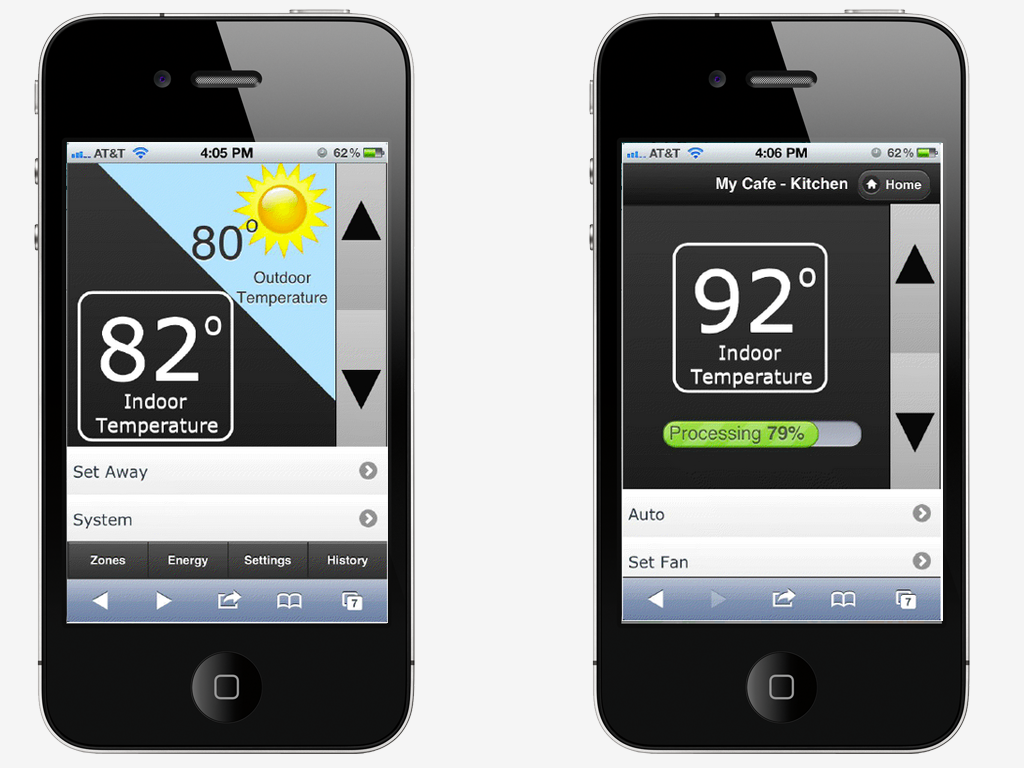 AT&T 4:05 PM 62%
80°
Outdoor
Temperature
82°
Indoor
Temperature
Set Away
System
Zones Energy Settings History
7
AT&T 4:06 PM 62%
My Cafe - Kitchen Home
92°
Indoor
Temperature
Processing 79%
Auto
Set Fan
7